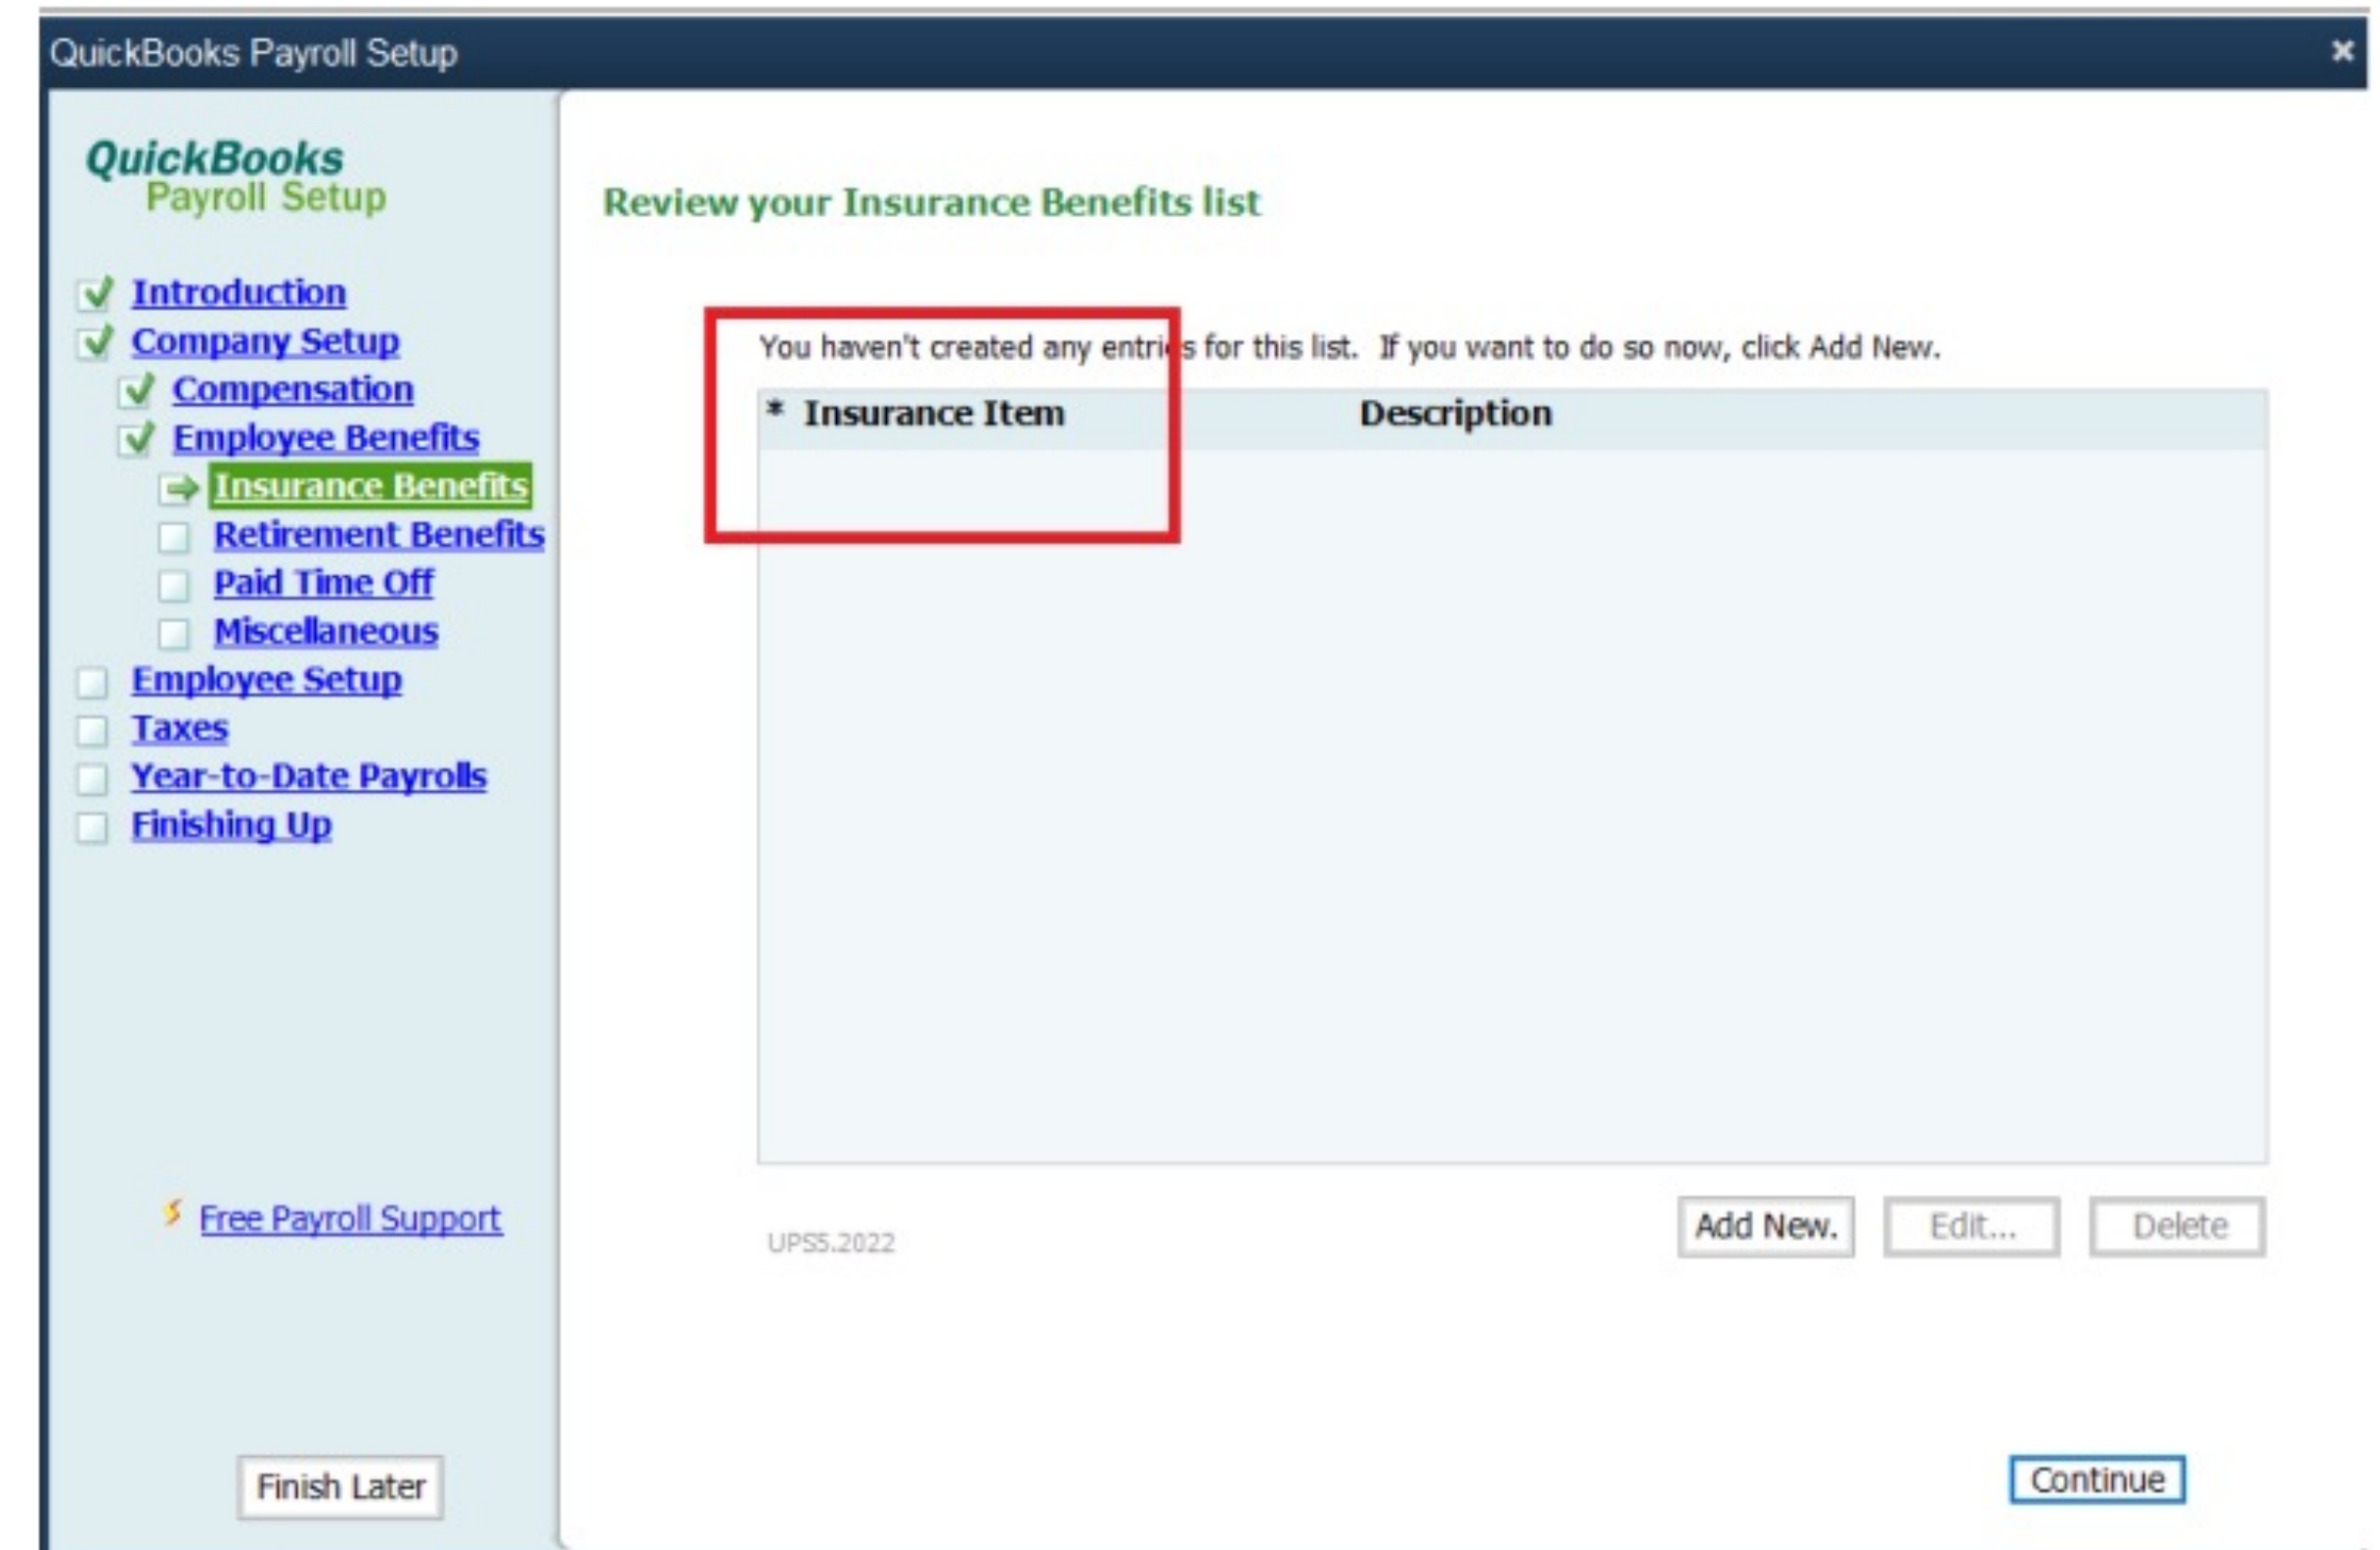 QuickBooks Payroll Setup
QuickBooks
Payroll Setup
Introduction
Company Setup
Compensation
Employee Benefits
Insurance Benefits
Retirement Benefits
Paid Time Off
Miscellaneous
Employee Setup
Taxes
Year-to-Date Payrolls
Finishing Up
Free Payroll Support
Finish Later
Review your Insurance Benefits list
You haven't created any entries for this list. If you want to do so now, click Add New.
* Insurance Item Description
UPS5.2022
Add New. Edit... Delete
Continue